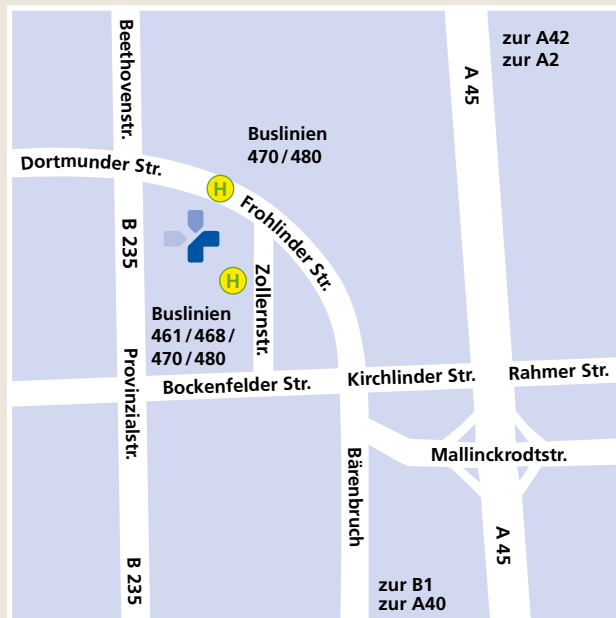 Beethovenstr.
zur A42
zur A2
A 45
Buslinien
470 / 480
Dortmunder Str.
H
Frohlinder Str.
B 235
Zollernstr.
H
Buslinien
461 / 468 /
470 / 480
Provinzialstr.
Bockenfelder Str.
Kirchlinder Str.
Rahmer Str.
Mallinckrodtstr.
Bärenbruch
A 45
B 235
zur B1
zur A40